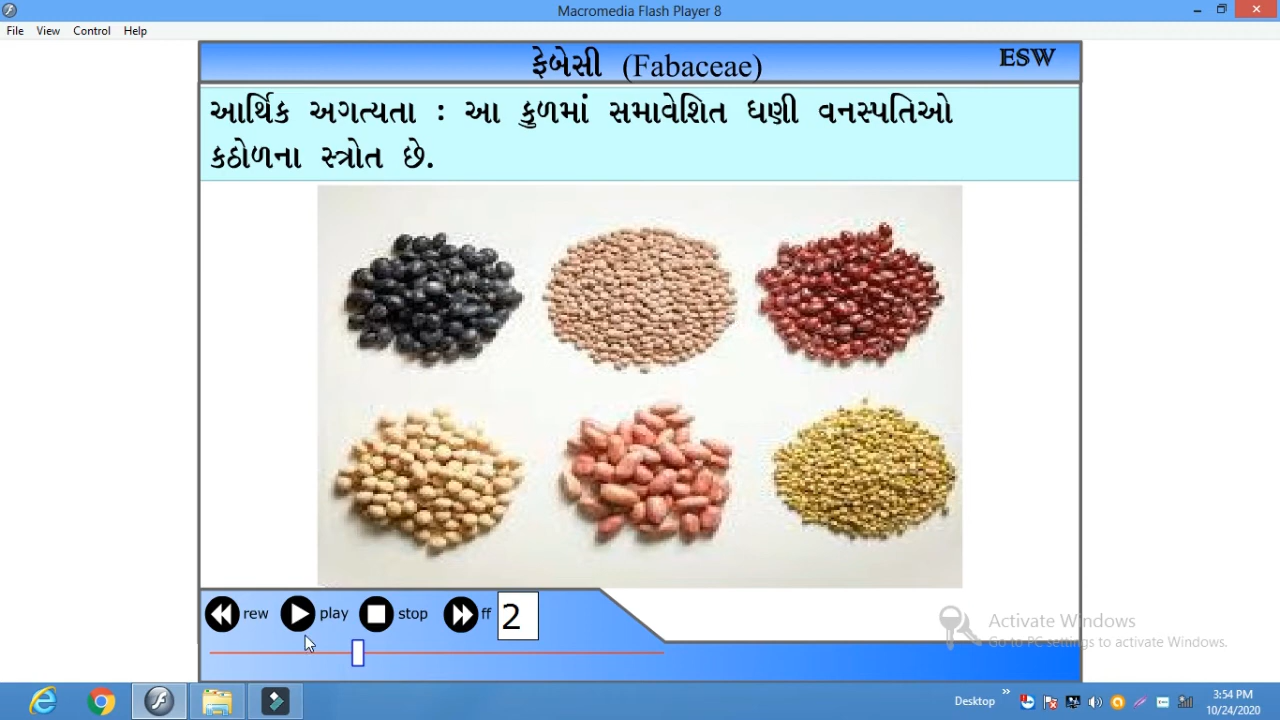 Macromedia Flash Player 8
File View Control Help
ફેબેસી (Fabaceae)
ESW
આર્થિક અગત્યતા : આ કુળમાં સમાવેશિત ઘણી વનસ્પતિઓ
કઠોળના સ્ત્રોત છે.
rew play stop ff 2
Activate Windows
Go to PC settings to activate Windows.
Desktop
3:54 PM
10/24/2020